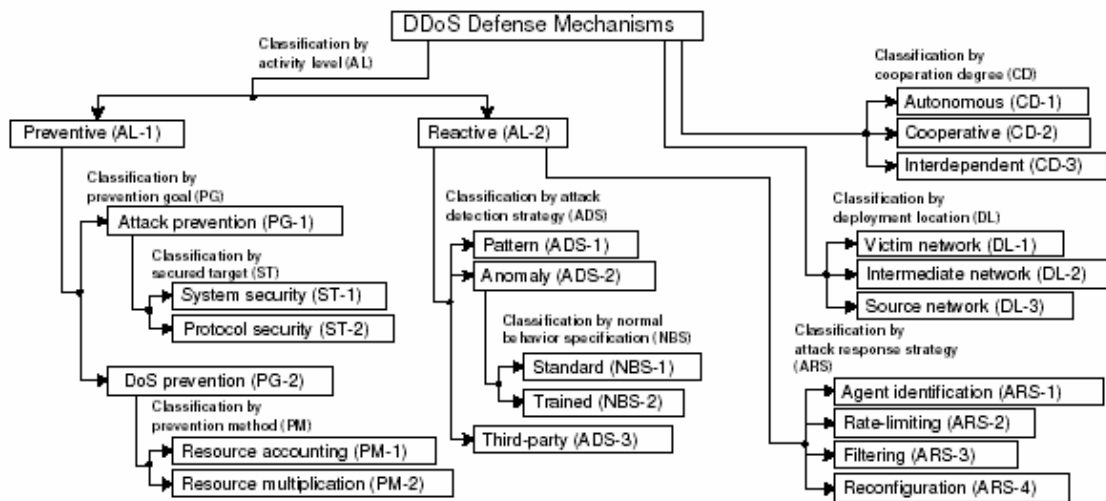 DDoS Defense Mechanisms
Classification by
activity level (AL)
Classification by
cooperation degree (CD)
Autonomous (CD-1)
Cooperative (CD-2)
Interdependent (CD-3)
Preventive (AL-1)
Reactive (AL-2)
Classification by
prevention goal (PG)
Attack prevention (PG-1)
Classification by
secured target (ST)
System security (ST-1)
Protocol security (ST-2)
DoS prevention (PG-2)
Classification by
prevention method (PM)
Resource accounting (PM-1)
Resource multiplication (PM-2)
Classification by attack
detection strategy (ADS)
Pattern (ADS-1)
Anomaly (ADS-2)
Classification by normal
behavior specification (NBS)
Standard (NBS-1)
Trained (NBS-2)
Third-party (ADS-3)
Classification by
deployment location (DL)
Victim network (DL-1)
Intermediate network (DL-2)
Source network (DL-3)
Classification by
attack response strategy
(ARS)
Agent identification (ARS-1)
Rate-limiting (ARS-2)
Filtering (ARS-3)
Reconfiguration (ARS-4)